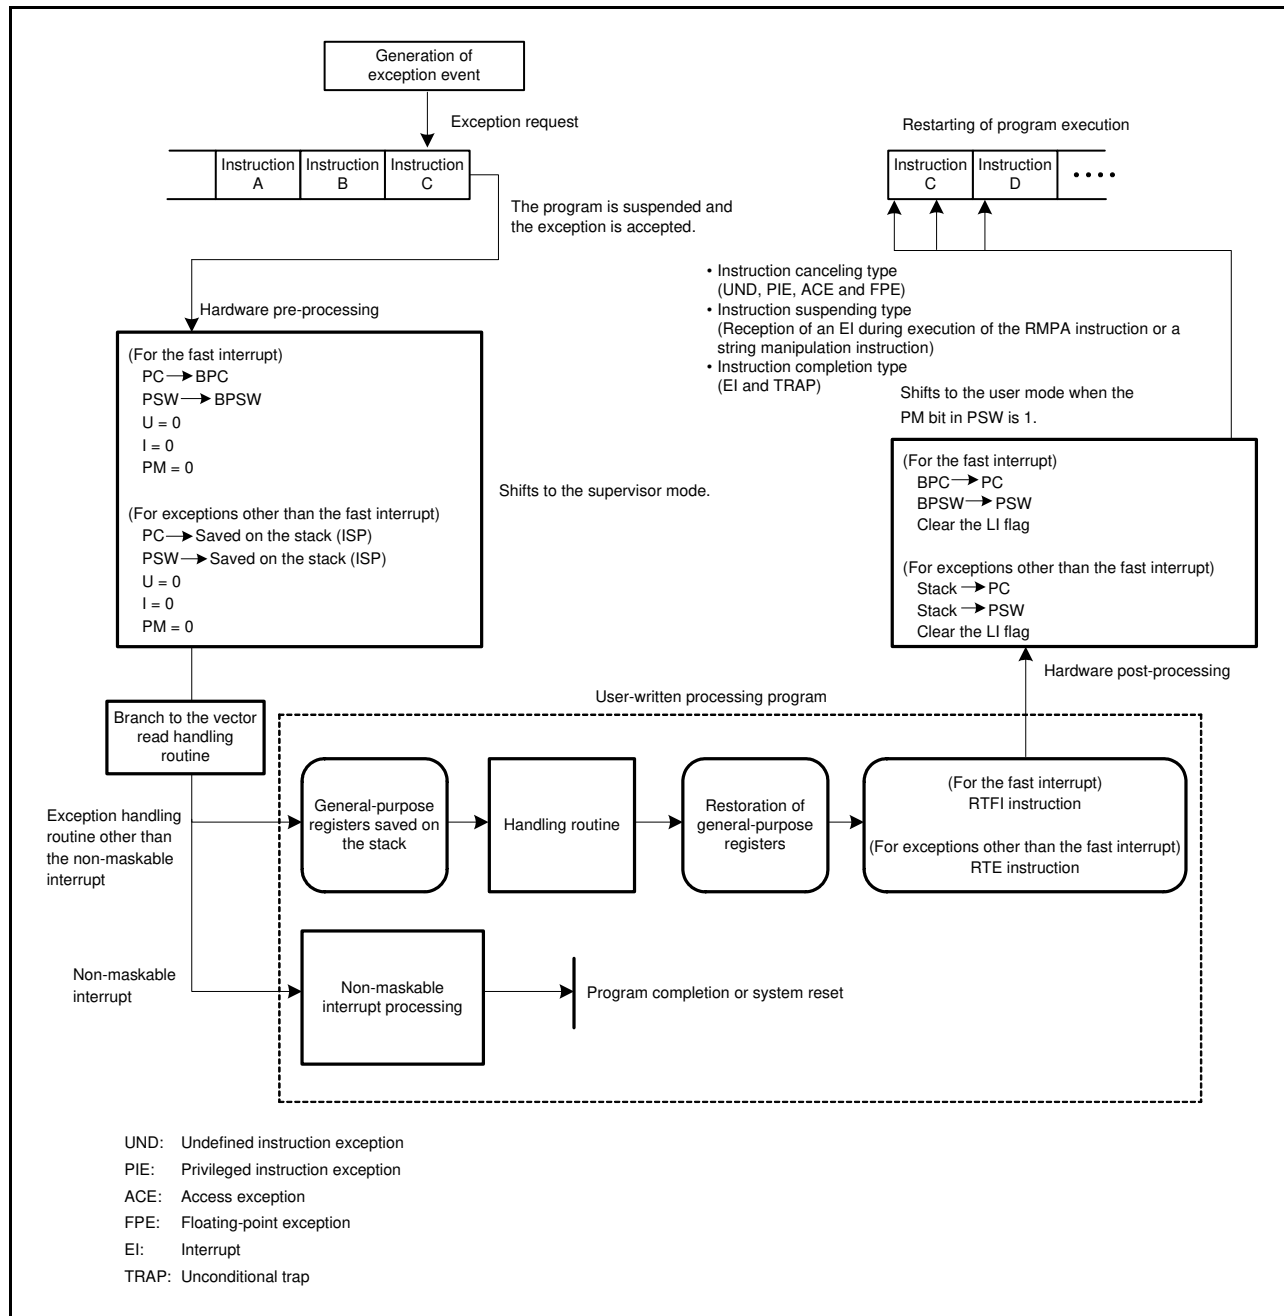 Generation of
exception event
Exception request
Instruction
A
Instruction
B
Instruction
C
The program is suspended and
the exception is accepted.
Restarting of program execution
Instruction
C
Instruction
D
• • • •
• Instruction canceling type
(UND, PIE, ACE and FPE)
• Instruction suspending type
(Reception of an EI during execution of the RMPA instruction or a
string manipulation instruction)
• Instruction completion type
(EI and TRAP)
Hardware pre-processing
(For the fast interrupt)
PC → BPC
PSW → BPSW
U = 0
I = 0
PM = 0
(For exceptions other than the fast interrupt)
PC → Saved on the stack (ISP)
PSW → Saved on the stack (ISP)
U = 0
I = 0
PM = 0
Shifts to the supervisor mode.
Shifts to the user mode when the
PM bit in PSW is 1.
(For the fast interrupt)
BPC → PC
BPSW → PSW
Clear the LI flag
(For exceptions other than the fast interrupt)
Stack → PC
Stack → PSW
Clear the LI flag
Hardware post-processing
User-written processing program
Branch to the vector
read handling
routine
Exception handling
routine other than
the non-maskable
interrupt
General-purpose
registers saved on
the stack
Handling routine
Restoration of
general-purpose
registers
(For the fast interrupt)
RTFI instruction
(For exceptions other than the fast interrupt)
RTE instruction
Non-maskable
interrupt
Non-maskable
interrupt processing
Program completion or system reset
UND: Undefined instruction exception
PIE: Privileged instruction exception
ACE: Access exception
FPE: Floating-point exception
EI: Interrupt
TRAP: Unconditional trap